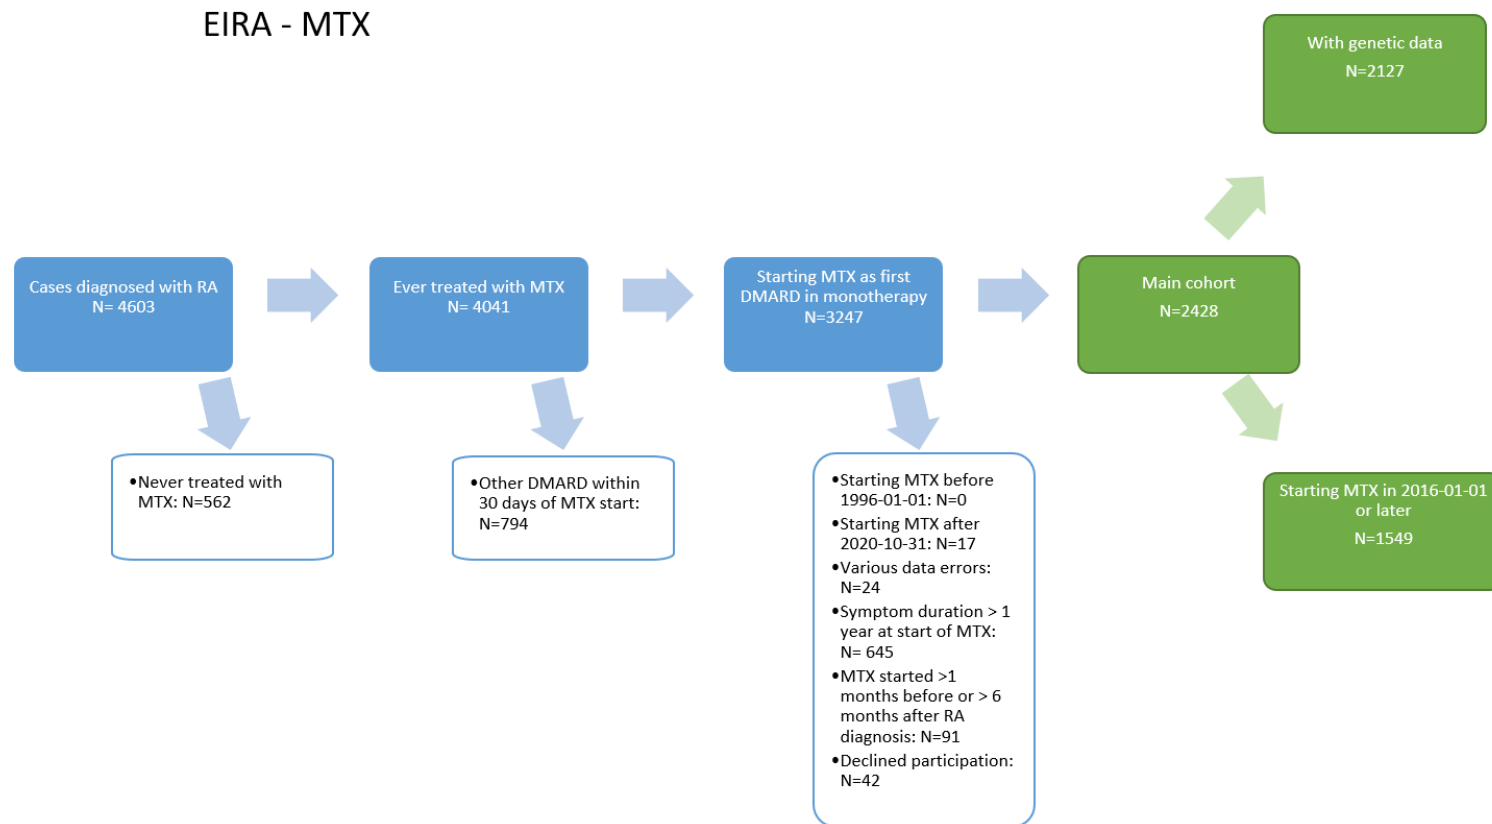 EIRA - MTX
With genetic data
N=2127
Cases diagnosed with RA
N= 4603
Ever treated with MTX
N= 4041
Starting MTX as first
DMARD in monotherapy
N=3247
Main cohort
N=2428
•Never treated with
MTX: N=562
•Other DMARD within
30 days of MTX start:
N=794
•Starting MTX before
1996-01-01: N=0
•Starting MTX after
2020-10-31: N=17
•Various data errors:
N=24
•Symptom duration > 1
year at start of MTX:
N= 645
•MTX started >1
months before or > 6
months after RA
diagnosis: N=91
•Declined participation:
N=42
Starting MTX in 2016-01-01
or later
N=1549